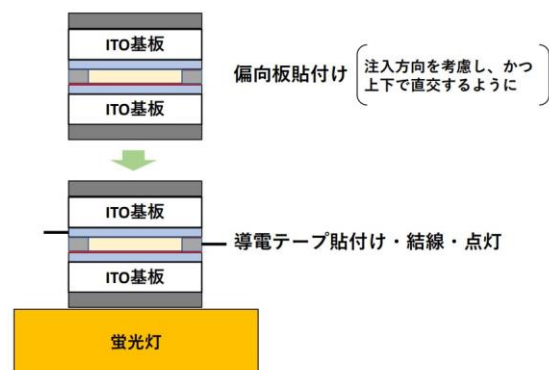 ITO基板
偏向板貼付け
注入方向を考慮し、かつ
上下で直交するように
ITO基板
ITO基板
導電テープ貼付け・結線・点灯
ITO基板
蛍光灯